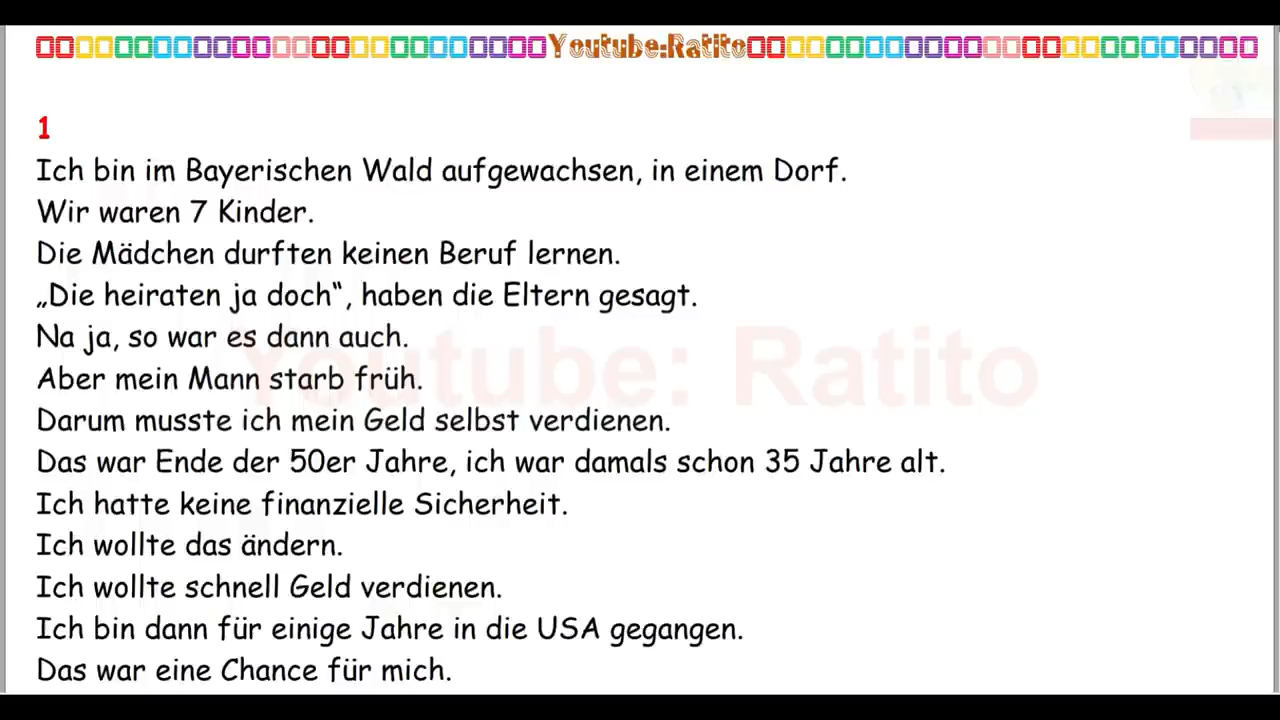 Youtube:Ratito
1
Ich bin im Bayerischen Wald aufgewachsen, in einem Dorf.
Wir waren 7 Kinder.
Die Mädchen durften keinen Beruf lernen.
„Die heiraten ja doch“, haben die Eltern gesagt.
Na ja, so war es dann auch.
Aber mein Mann starb früh.
Youtube: Ratito
Darum musste ich mein Geld selbst verdienen.
Das war Ende der 50er Jahre, ich war damals schon 35 Jahre alt.
Ich hatte keine finanzielle Sicherheit.
Ich wollte das ändern.
Ich wollte schnell Geld verdienen.
Ich bin dann für einige Jahre in die USA gegangen.
Das war eine Chance für mich.